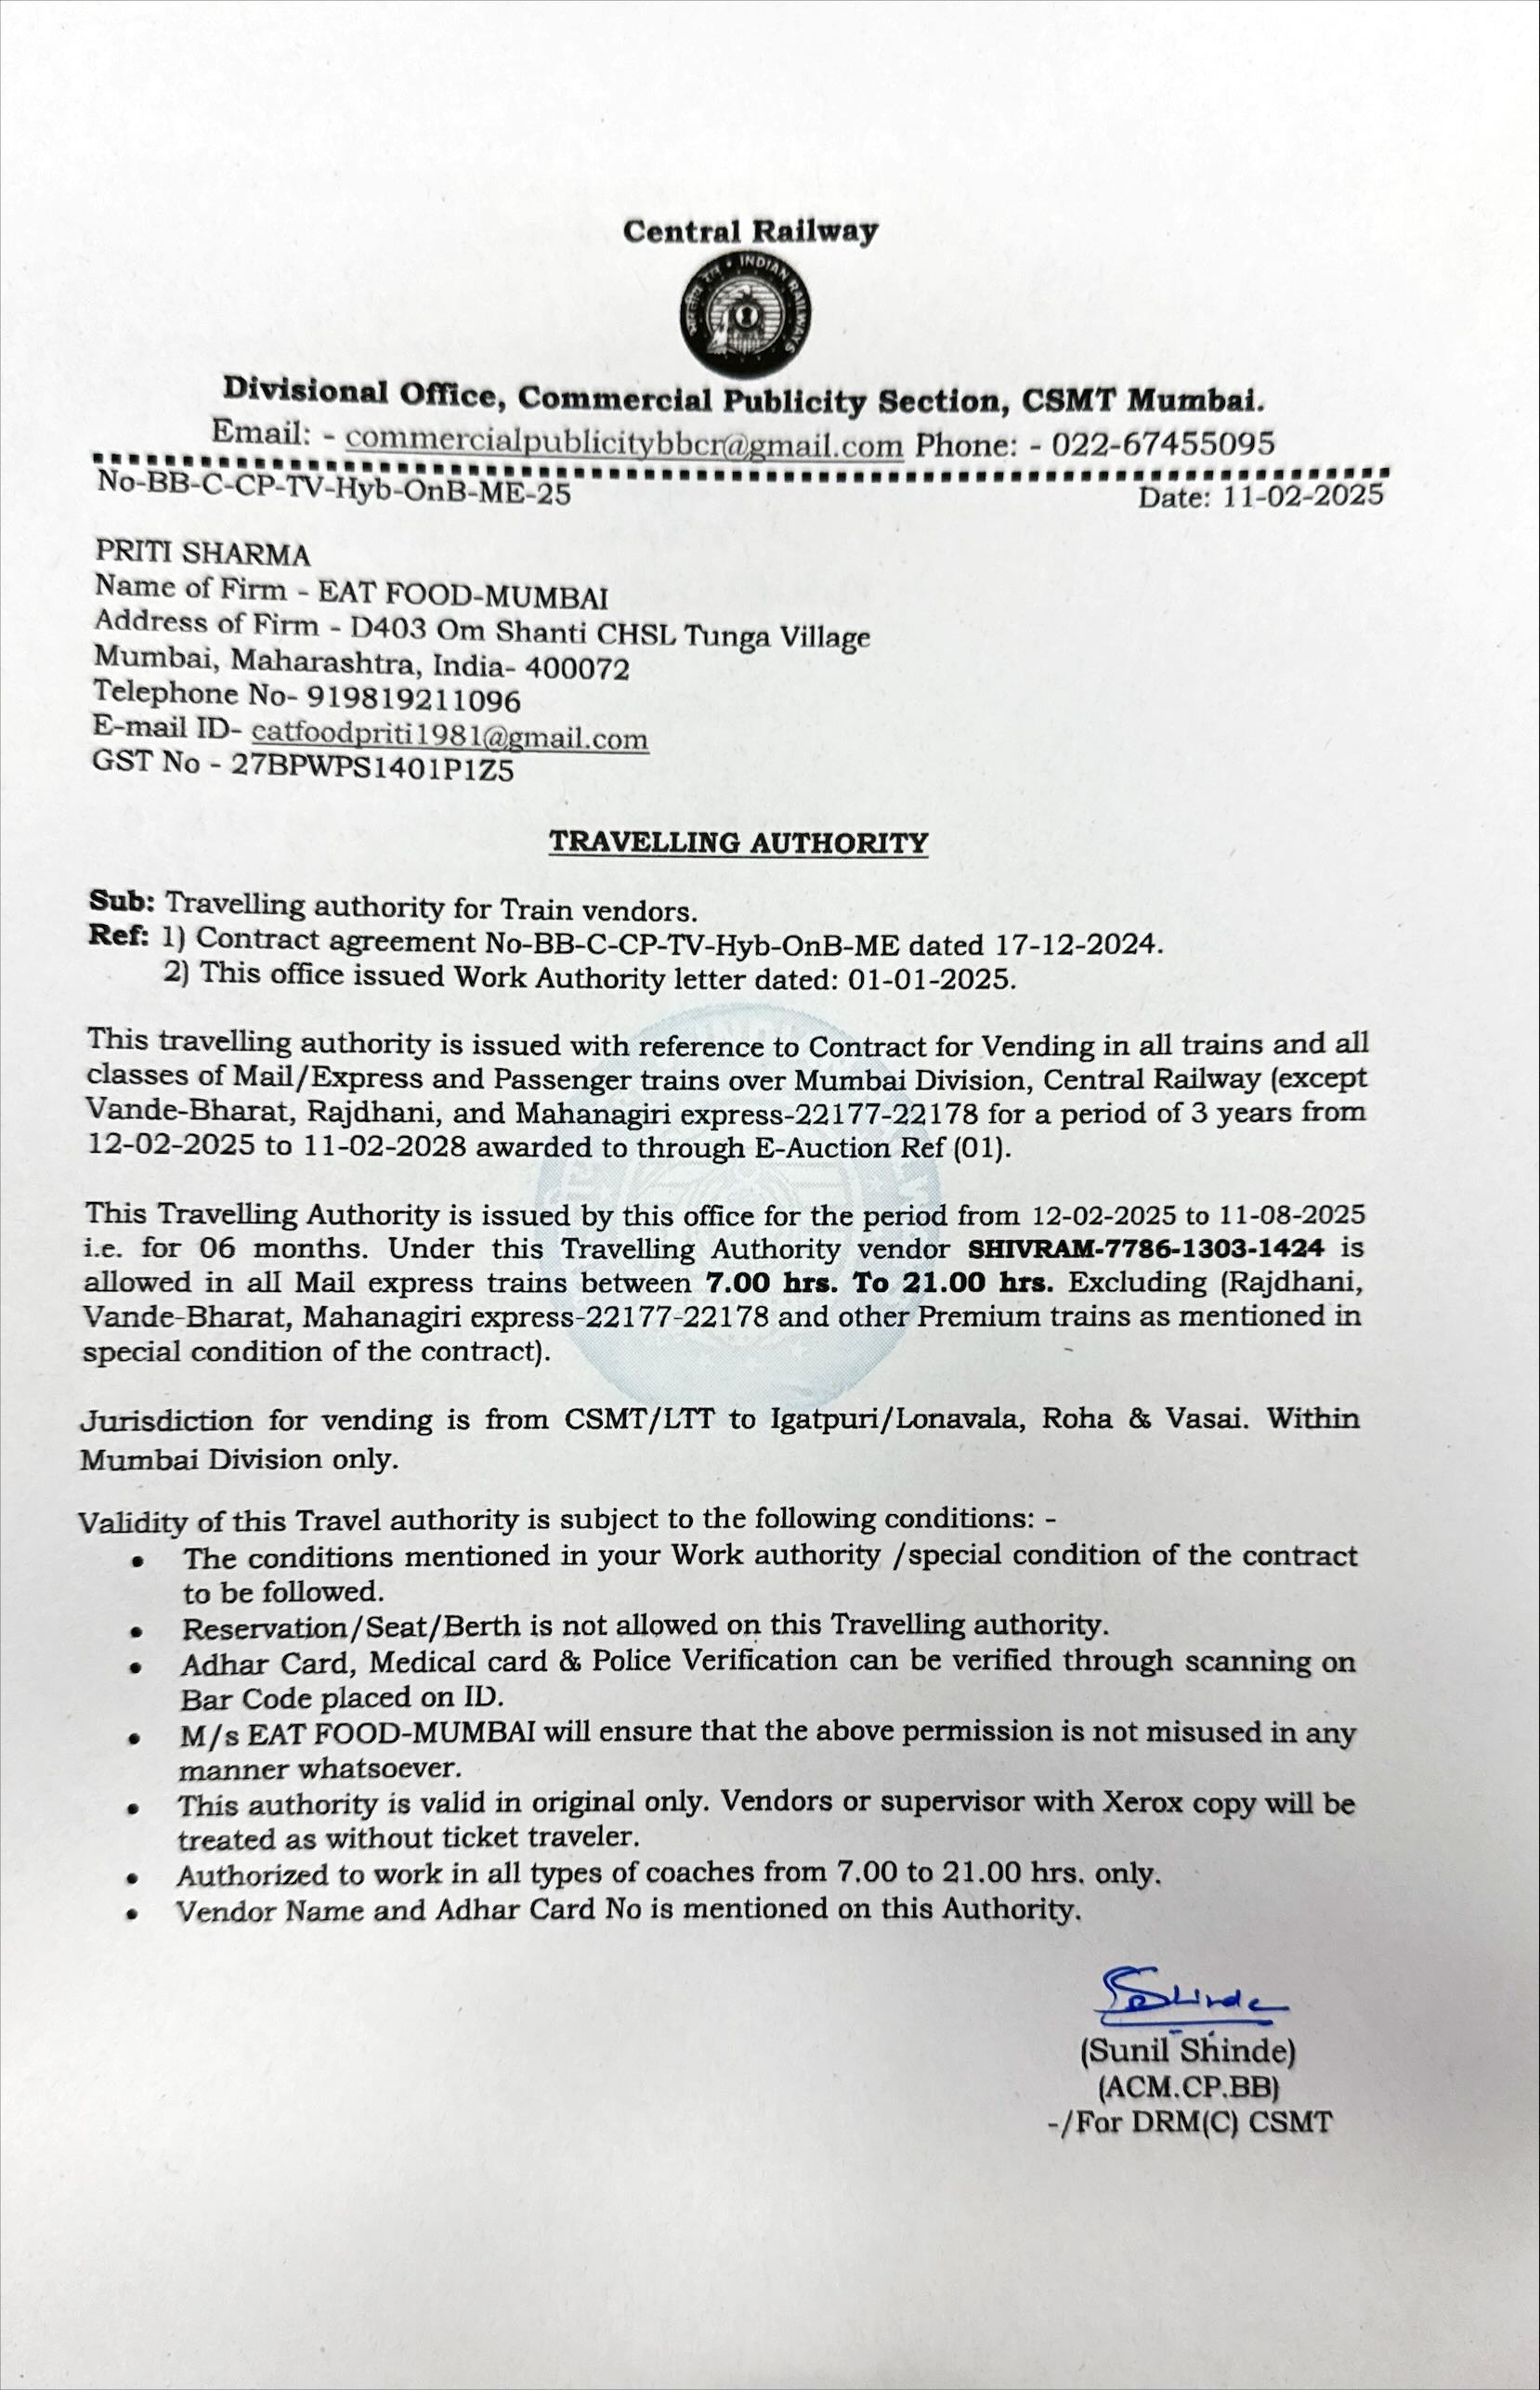 Central Railway
INDIAN RAILWAYS
भारतीय रेल
Divisional Office, Commercial Publicity Section, CSMT Mumbai.
Email: - commercialpublicitybbcr@gmail.com Phone: - 022-67455095
No-BB-C-CP-TV-Hyb-OnB-ME-25 Date: 11-02-2025
PRITI SHARMA
Name of Firm - EAT FOOD-MUMBAI
Address of Firm - D403 Om Shanti CHSL Tunga Village
Mumbai, Maharashtra, India- 400072
Telephone No- 919819211096
E-mail ID- eatfoodpriti1981@gmail.com
GST No - 27BPWPS1401P1Z5
TRAVELLING AUTHORITY
Sub: Travelling authority for Train vendors.
Ref: 1) Contract agreement No-BB-C-CP-TV-Hyb-OnB-ME dated 17-12-2024.
2) This office issued Work Authority letter dated: 01-01-2025.
This travelling authority is issued with reference to Contract for Vending in all trains and all
classes of Mail/Express and Passenger trains over Mumbai Division, Central Railway (except
Vande-Bharat, Rajdhani, and Mahanagiri express-22177-22178 for a period of 3 years from
12-02-2025 to 11-02-2028 awarded to through E-Auction Ref (01).
This Travelling Authority is issued by this office for the period from 12-02-2025 to 11-08-2025
i.e. for 06 months. Under this Travelling Authority vendor SHIVRAM-7786-1303-1424 is
allowed in all Mail express trains between 7.00 hrs. To 21.00 hrs. Excluding (Rajdhani,
Vande-Bharat, Mahanagiri express-22177-22178 and other Premium trains as mentioned in
special condition of the contract).
Jurisdiction for vending is from CSMT/LTT to Igatpuri/Lonavala, Roha & Vasai. Within
Mumbai Division only.
Validity of this Travel authority is subject to the following conditions: -
• The conditions mentioned in your Work authority /special condition of the contract
to be followed.
• Reservation/Seat/Berth is not allowed on this Travelling authority.
• Adhar Card, Medical card & Police Verification can be verified through scanning on
Bar Code placed on ID.
• M/s EAT FOOD-MUMBAI will ensure that the above permission is not misused in any
manner whatsoever.
• This authority is valid in original only. Vendors or supervisor with Xerox copy will be
treated as without ticket traveler.
• Authorized to work in all types of coaches from 7.00 to 21.00 hrs. only.
• Vendor Name and Adhar Card No is mentioned on this Authority.
SShinde
(Sunil Shinde)
(ACM.CP.BB)
-/For DRM(C) CSMT